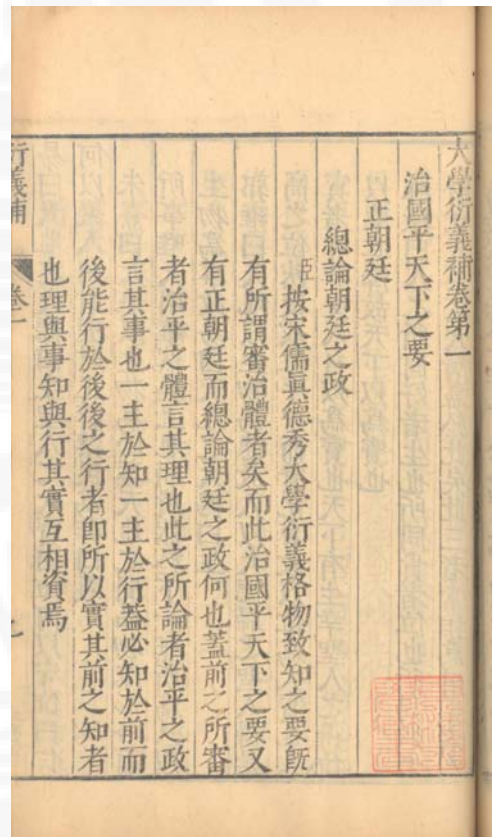 大學衍義補卷第一
治國平天下之要
正朝廷
總論朝廷之政
臣按宋儒眞德秀大學衍義格物致知之要旣
有所謂審治體者矣而此治國平天下之要又
有正朝廷而總論朝廷之政何也蓋前之所審
者治平之體言其理也此之所論者治平之政
言其事也一主於知一主於行葢必知於前而
後能行於後後之行者卽所以實其前之知者
也理與事知與行其實互相資焉
衍義補
卷一